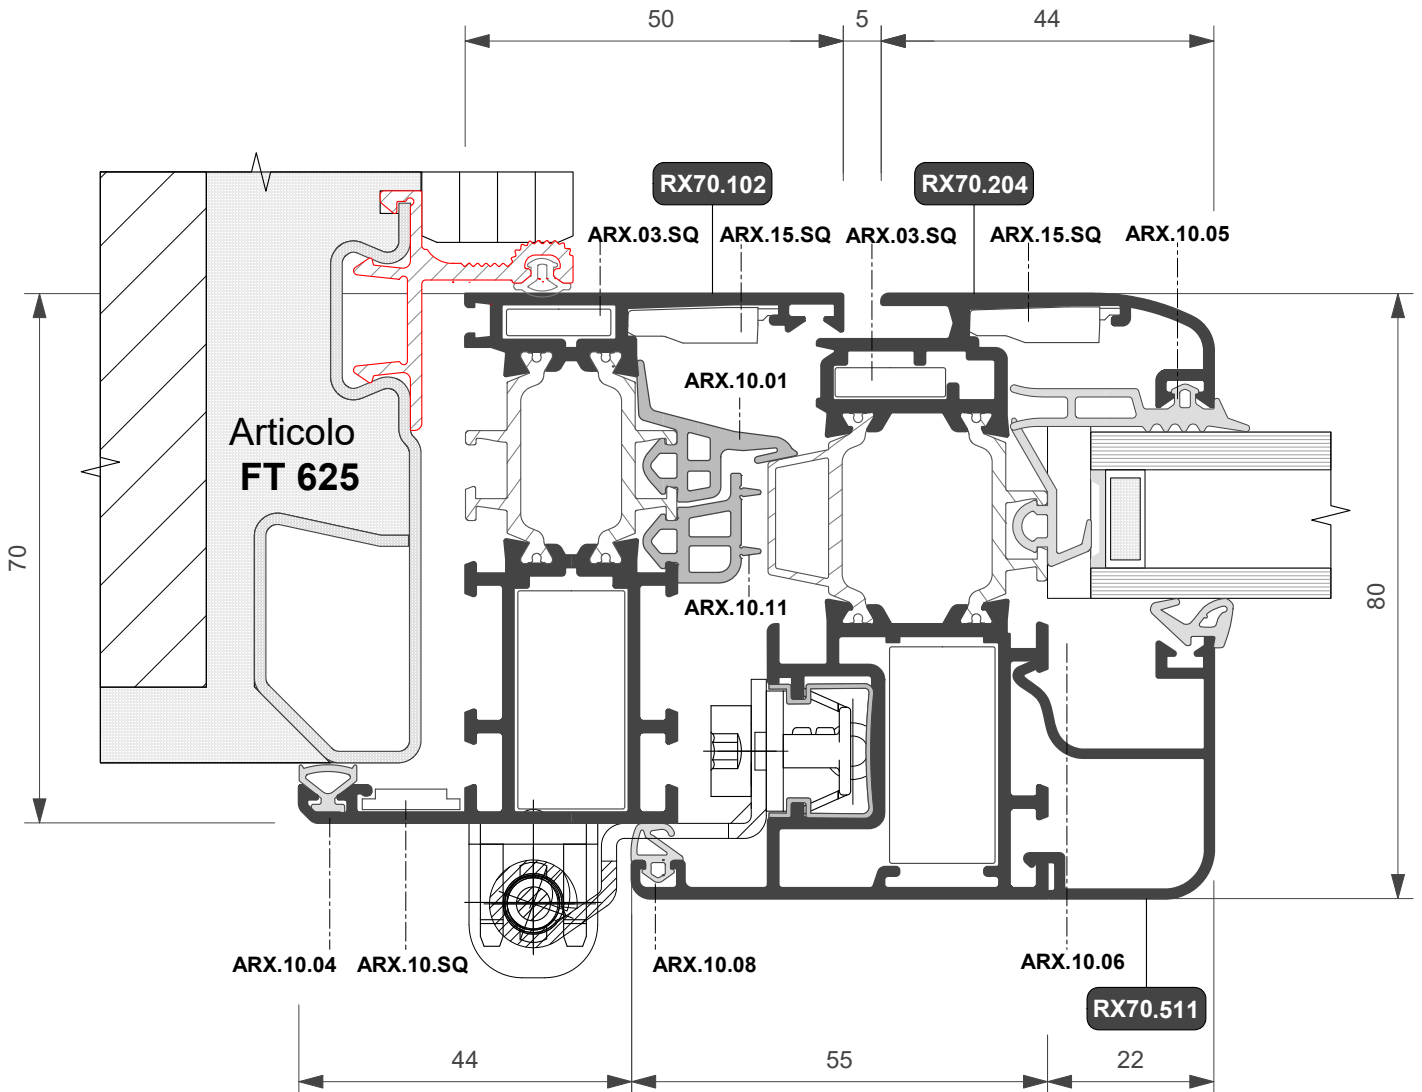 50
5
44
RX70.102
RX70.204
ARX.03.SQ
ARX.15.SQ
ARX.03.SQ
ARX.15.SQ
ARX.10.05
ARX.10.01
Articolo
FT 625
70
80
ARX.10.11
ARX.10.04
ARX.10.SQ
ARX.10.08
ARX.10.06
RX70.511
44
55
22